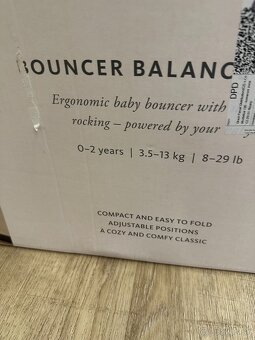 BOUNCER BALANC
Ergonomic baby bouncer with
rocking – powered by your
0–2 years | 3.5–13 kg | 8–29 lb
COMPACT AND EASY TO FOLD
ADJUSTABLE POSITIONS
A COZY AND COMFY CLASSIC
DPD